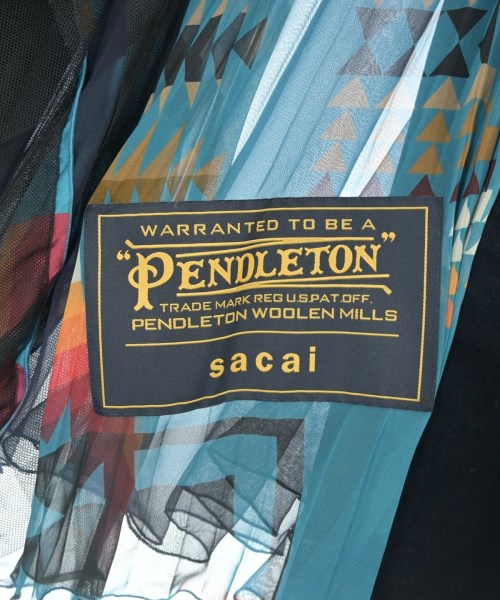 WARRANTED TO BE A
"PENDLETON"
TRADE MARK REG U.S.PAT.OFF.
PENDLETON WOOLEN MILLS
sacai